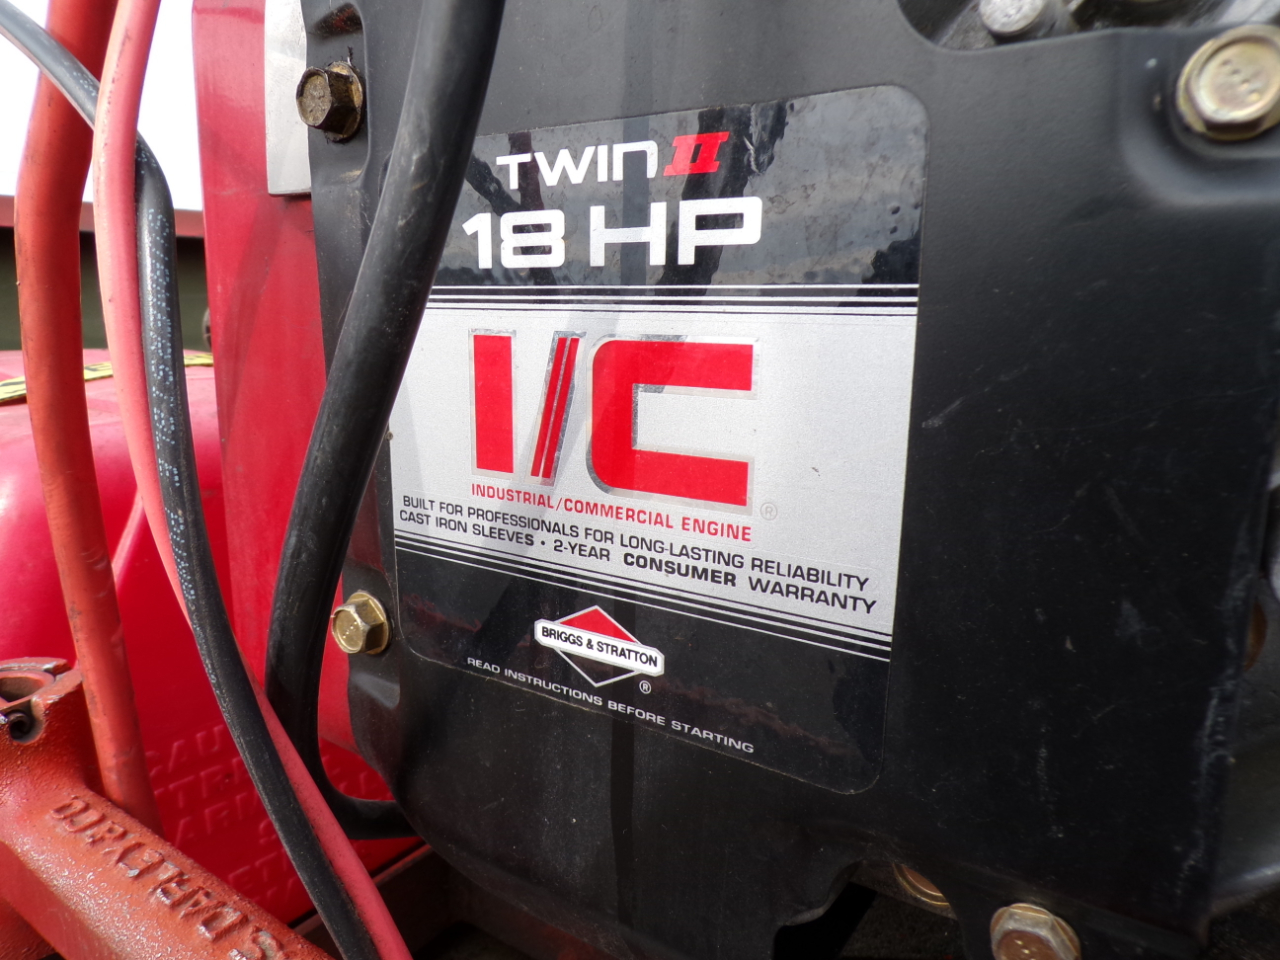 TWIN II
18 HP
I/C
®
INDUSTRIAL/COMMERCIAL ENGINE
BUILT FOR PROFESSIONALS FOR LONG-LASTING RELIABILITY
CAST IRON SLEEVES • 2-YEAR CONSUMER WARRANTY
BRIGGS & STRATTON
®
READ INSTRUCTIONS BEFORE STARTING